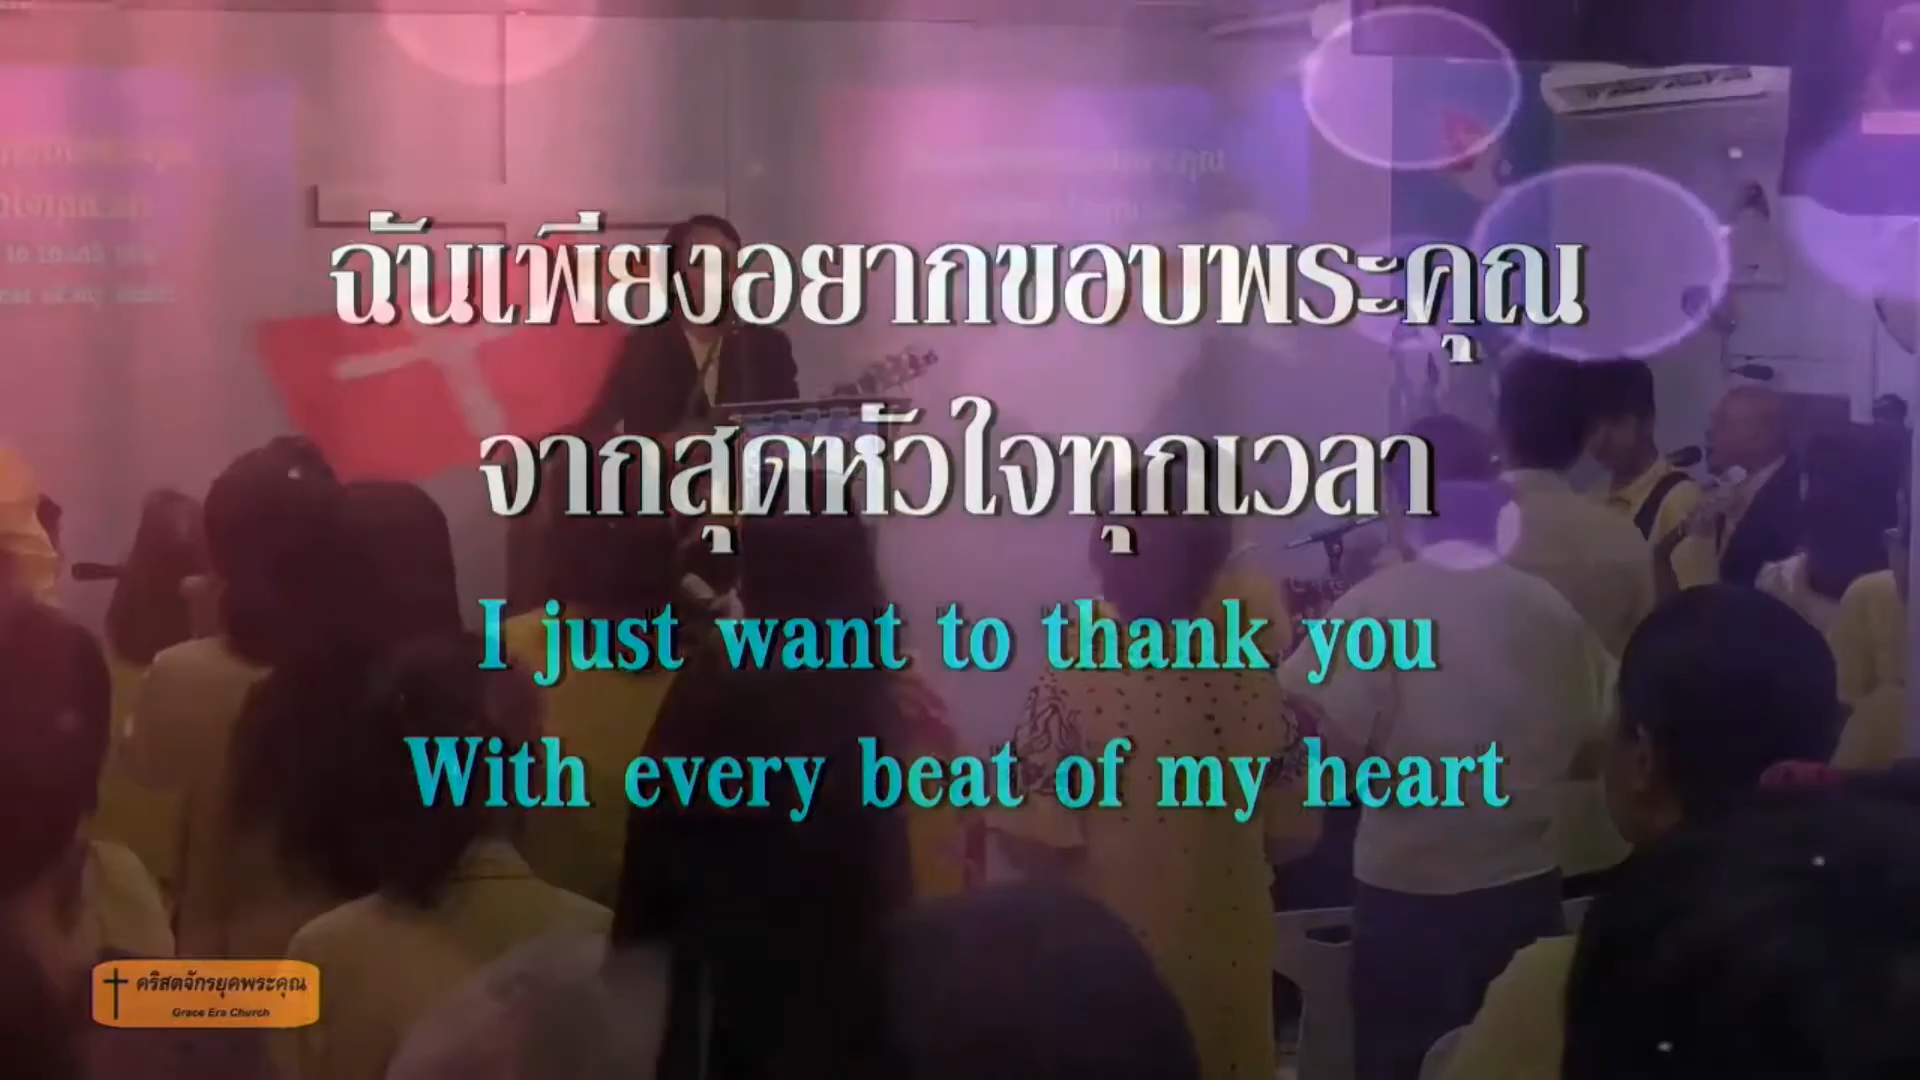 ฉันเพียงอยากขอบพระคุณ
จากสุดหัวใจทุกเวลา
I just want to thank you
With every beat of my heart
คริสตจักรยุคพระคุณ
Grace Era Church